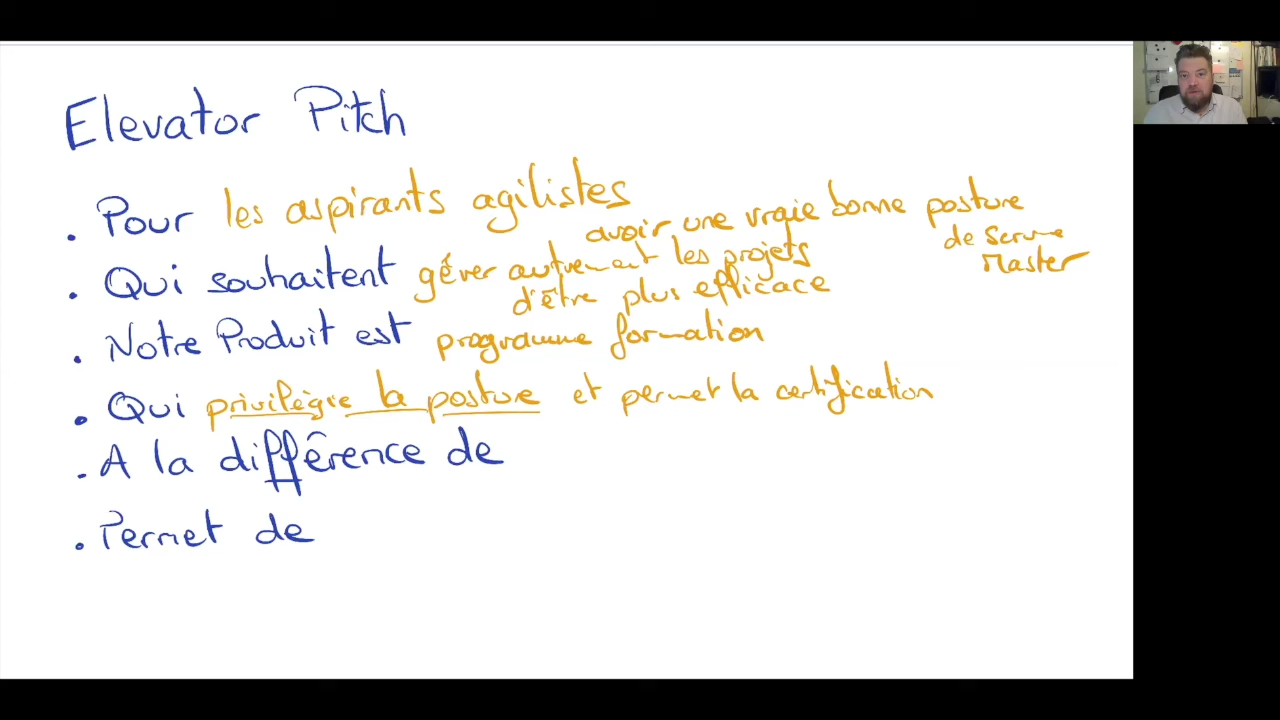 Elevator Pitch
. Pour les aspirants agilistes
avoir une vraie bonne posture
de Scrum
Master
. Qui souhaitent gérer autrement les projets
d'être plus efficace
. Notre Produit est programme formation
. Qui privilègie la posture et permet la certification
. A la différence de
. Permet de